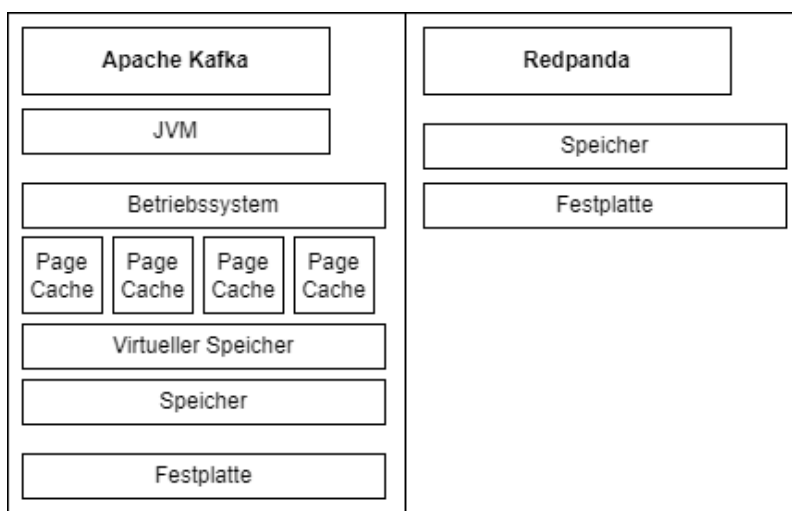 Apache Kafka
JVM
Betriebssystem
Page
Cache
Page
Cache
Page
Cache
Page
Cache
Virtueller Speicher
Speicher
Festplatte
Redpanda
Speicher
Festplatte